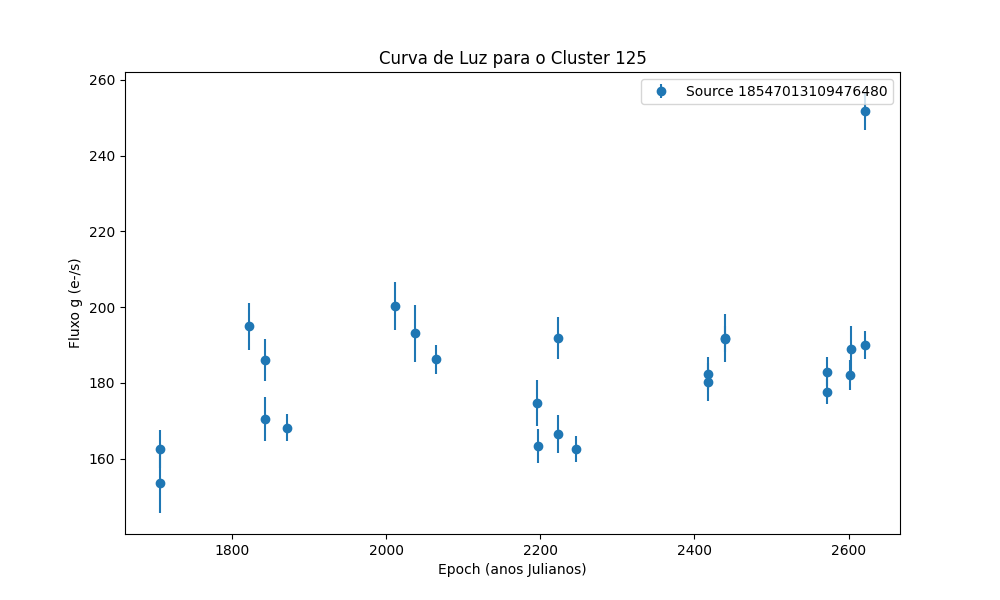 Curva de Luz para o Cluster 125
Source 18547013109476480
260
240
220
200
180
160
Fluxo g (e-/s)
1800 2000 2200 2400 2600
Epoch (anos Julianos)